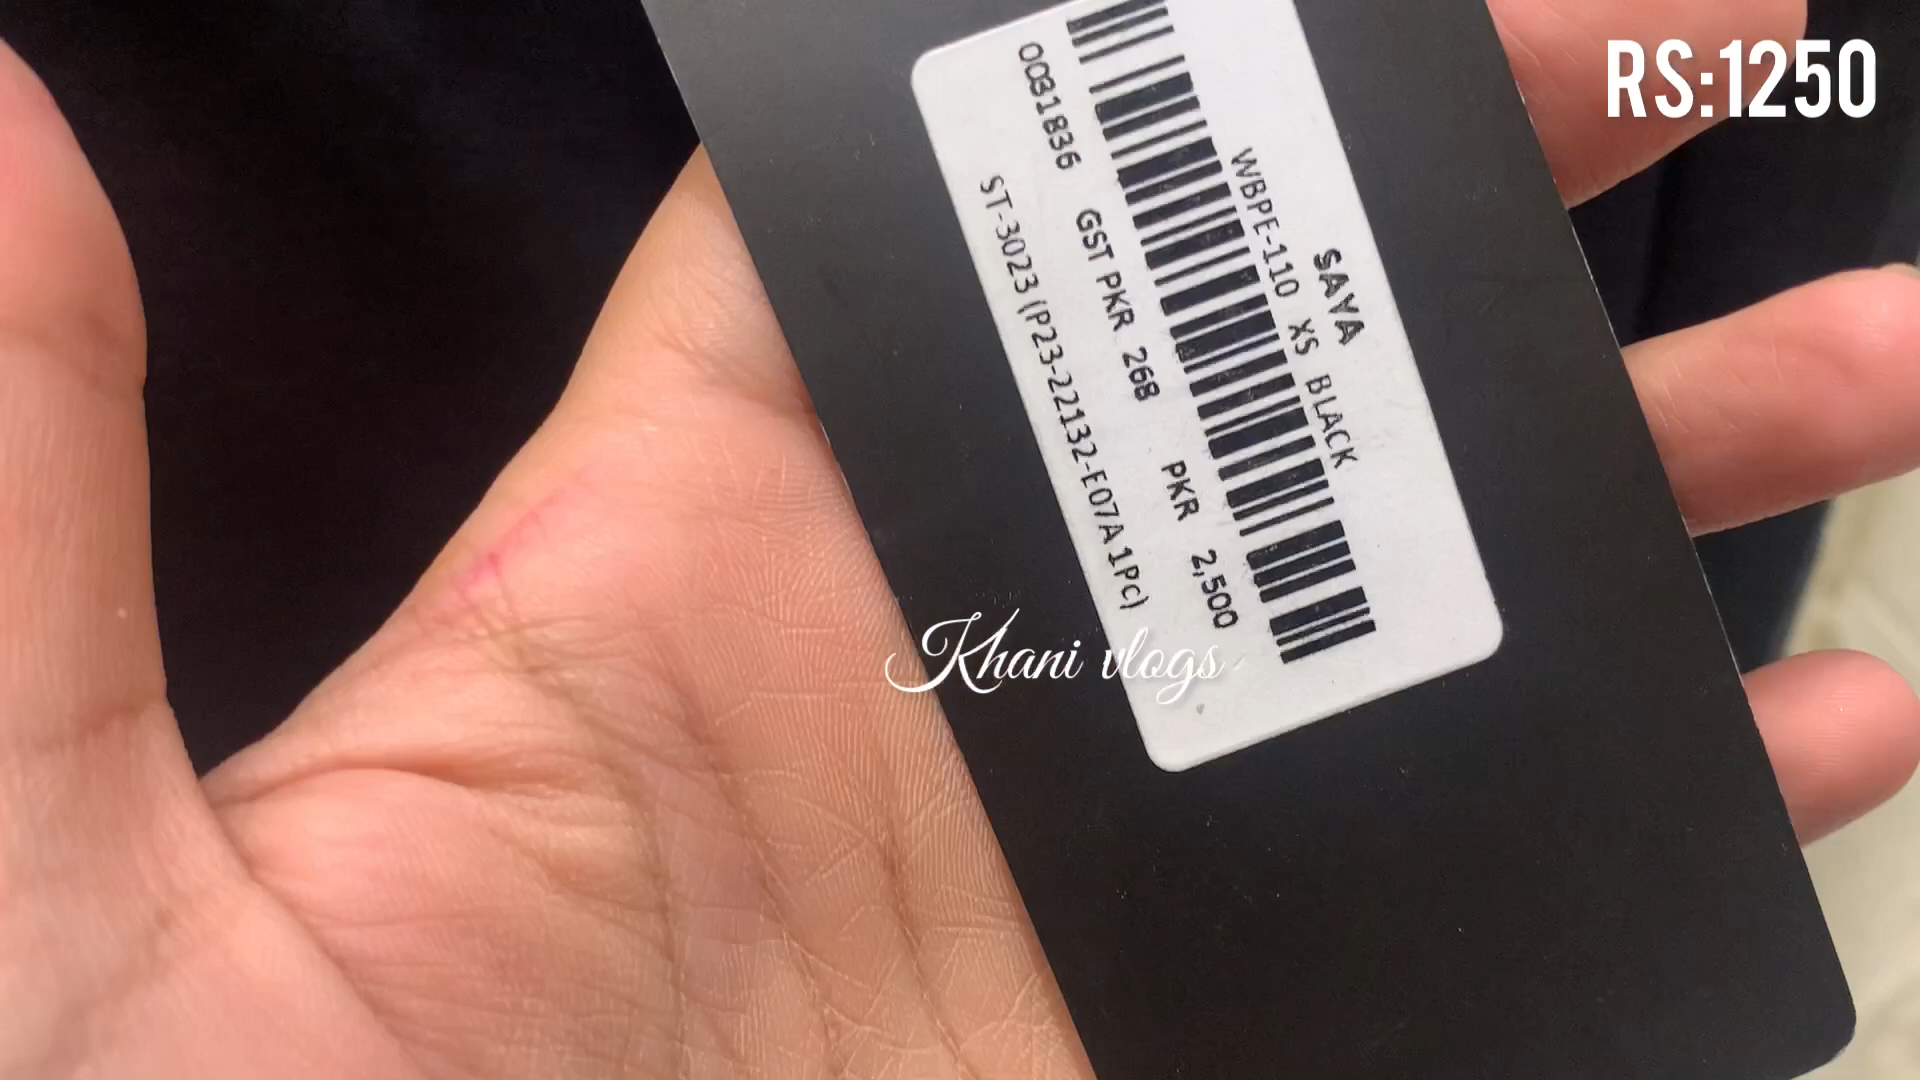 RS:1250
SAYA
WBPE-110 XS BLACK
0031836 GST PKR 268 PKR 2,500
ST-3023 (P23-22132-E07A 1Pc)
Khani vlogs